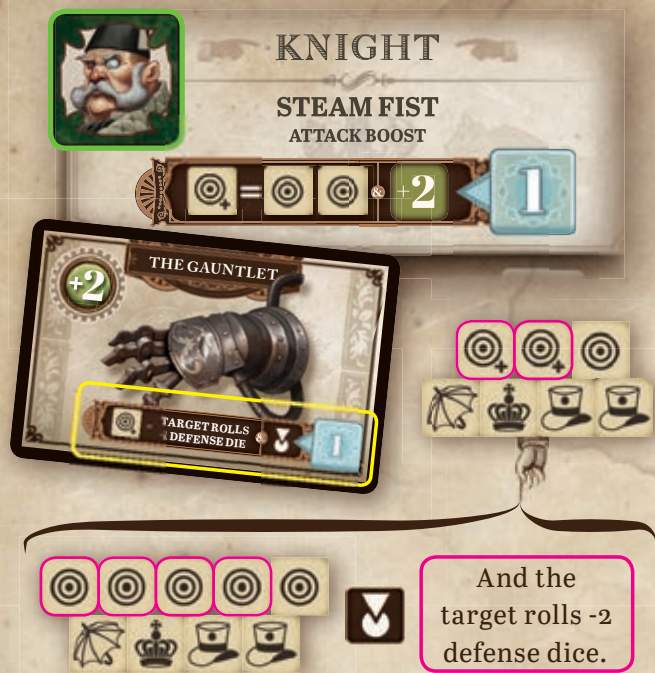 KNIGHT
STEAM FIST
ATTACK BOOST
+ = & +2 1
+2
THE GAUNTLET
+ TARGET ROLLS
DEFENSE DIE & 1
+ +
And the
target rolls -2
defense dice.